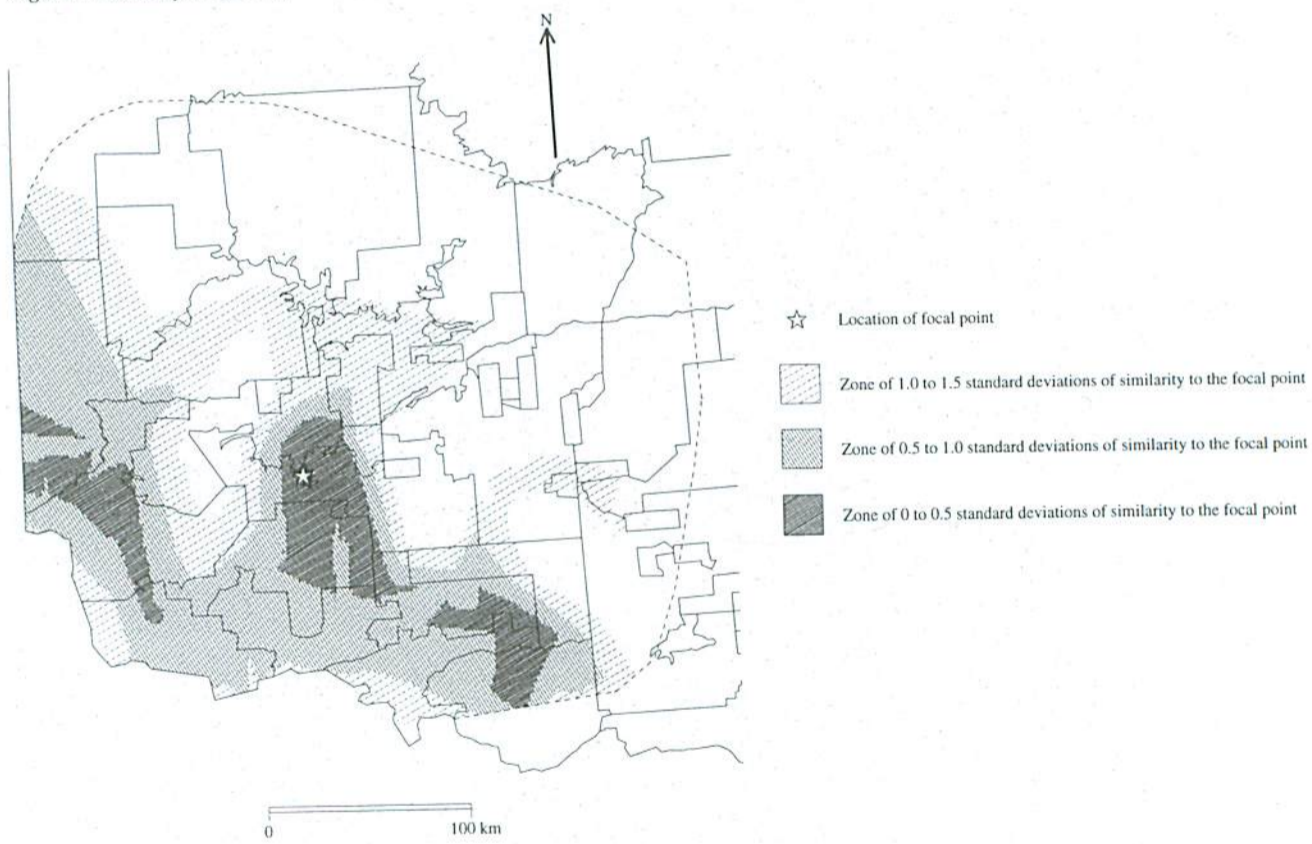 N
Location of focal point
Zone of 1.0 to 1.5 standard deviations of similarity to the focal point
Zone of 0.5 to 1.0 standard deviations of similarity to the focal point
Zone of 0 to 0.5 standard deviations of similarity to the focal point
0
100 km